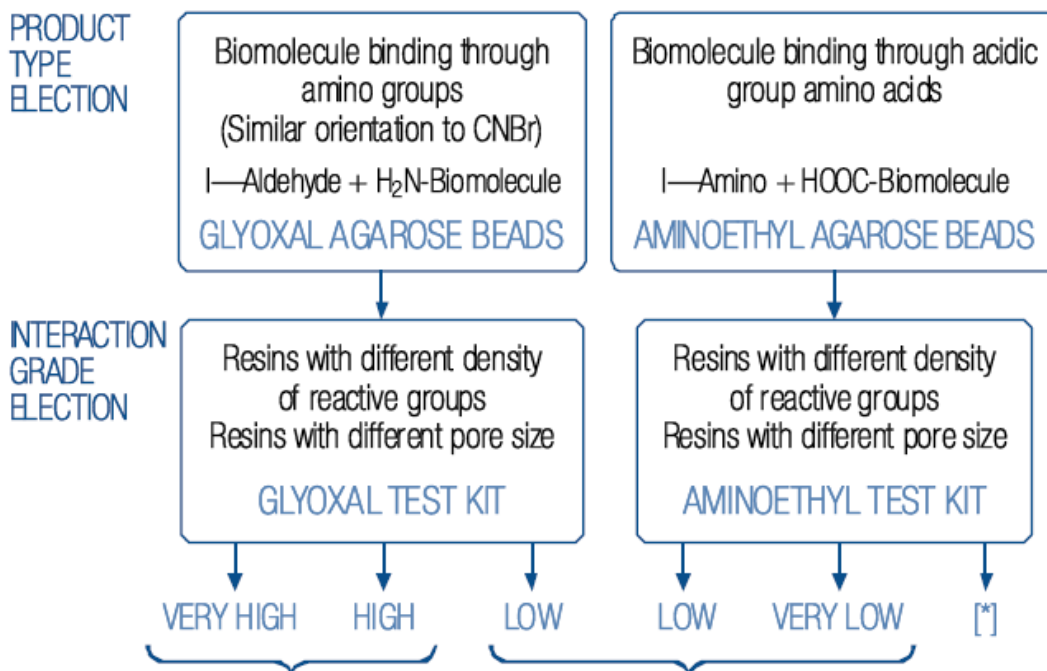 PRODUCT
TYPE
ELECTION
Biomolecule binding through
amino groups
(Similar orientation to CNBr)
I—Aldehyde + H₂N-Biomolecule
GLYOXAL AGAROSE BEADS
Biomolecule binding through acidic
group amino acids
I—Amino + HOOC-Biomolecule
AMINOETHYL AGAROSE BEADS
INTERACTION
GRADE
ELECTION
Resins with different density
of reactive groups
Resins with different pore size
GLYOXAL TEST KIT
Resins with different density
of reactive groups
Resins with different pore size
AMINOETHYL TEST KIT
VERY HIGH
HIGH
LOW
LOW
VERY LOW
[*]